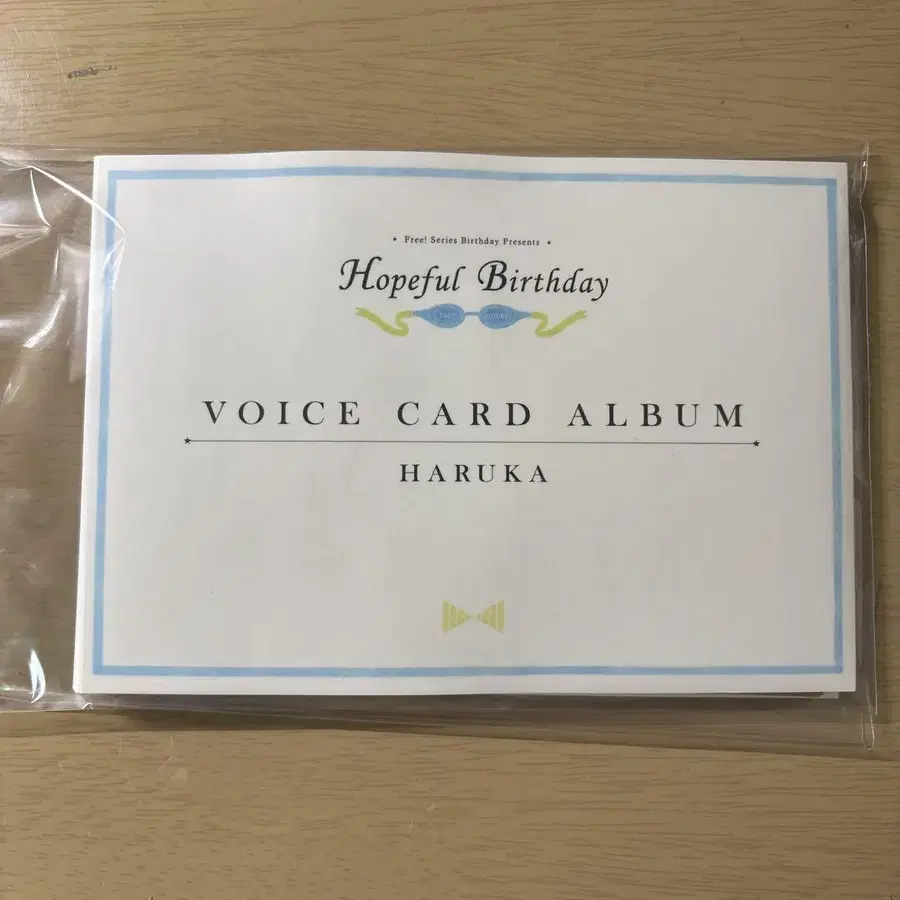 ★ Free! Series Birthday Presents ★
Hopeful Birthday
VOICE CARD ALBUM
HARUKA